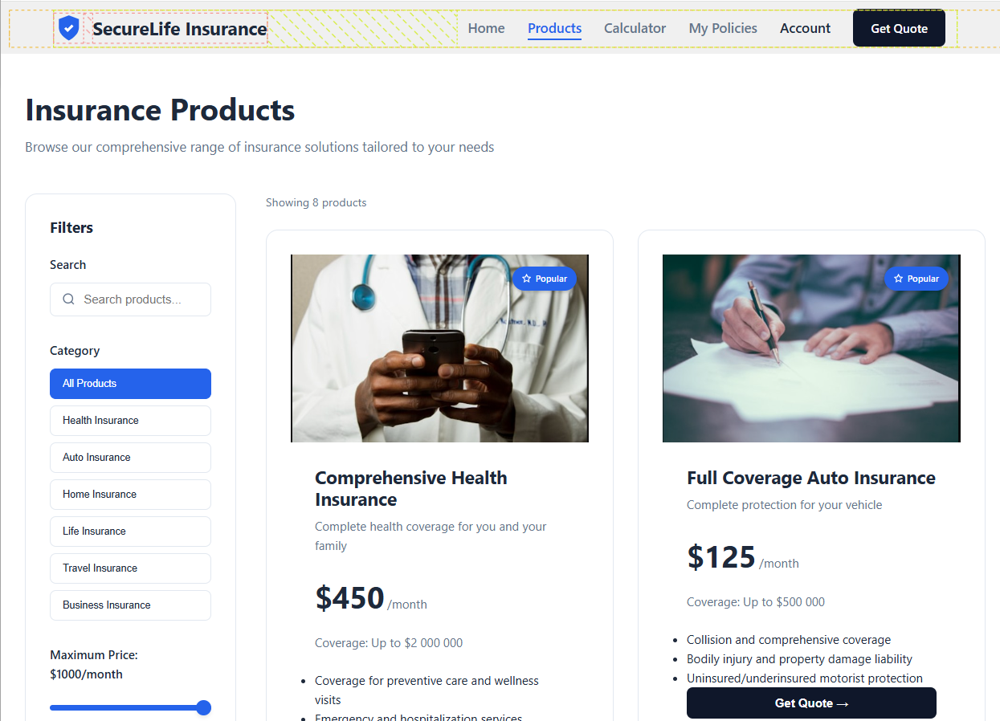 SecureLife Insurance
Home
Products
Calculator
My Policies
Account
Get Quote
Insurance Products
Browse our comprehensive range of insurance solutions tailored to your needs
Filters
Search
Search products...
Category
All Products
Health Insurance
Auto Insurance
Home Insurance
Life Insurance
Travel Insurance
Business Insurance
Maximum Price:
$1000/month
Showing 8 products
Popular
Comprehensive Health
Insurance
Complete health coverage for you and your
family
$450 /month
Coverage: Up to $2 000 000
• Coverage for preventive care and wellness
visits
• Emergency and hospitalization services
Popular
Full Coverage Auto Insurance
Complete protection for your vehicle
$125 /month
Coverage: Up to $500 000
• Collision and comprehensive coverage
• Bodily injury and property damage liability
• Uninsured/underinsured motorist protection
Get Quote →